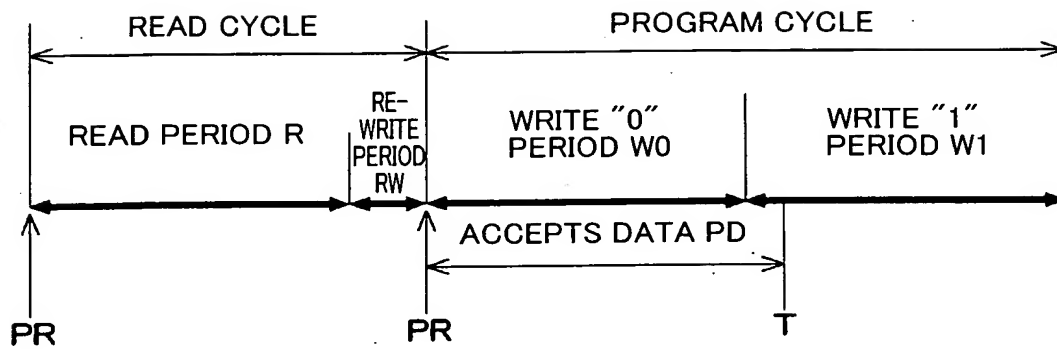 READ CYCLE
PROGRAM CYCLE
READ PERIOD R
RE-
WRITE
PERIOD
RW
WRITE "0"
PERIOD W0
WRITE "1"
PERIOD W1
ACCEPTS DATA PD
PR
PR
T